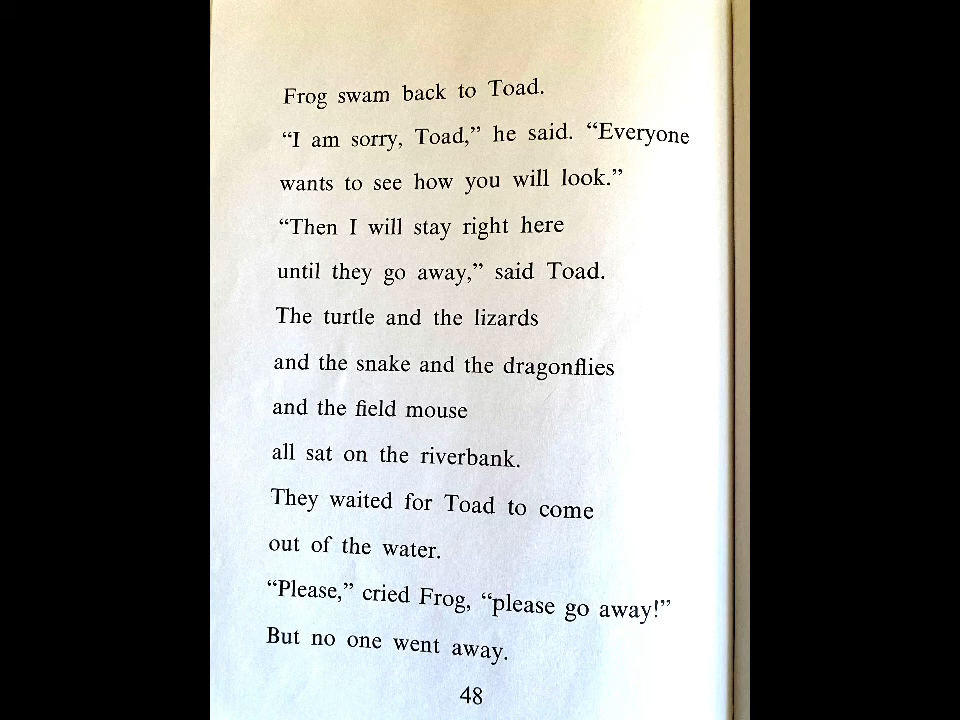 Frog swam back to Toad.
“I am sorry, Toad,” he said. “Everyone
wants to see how you will look.”
“Then I will stay right here
until they go away,” said Toad.
The turtle and the lizards
and the snake and the dragonflies
and the field mouse
all sat on the riverbank.
They waited for Toad to come
out of the water.
“Please,” cried Frog, “please go away!”
But no one went away.
48